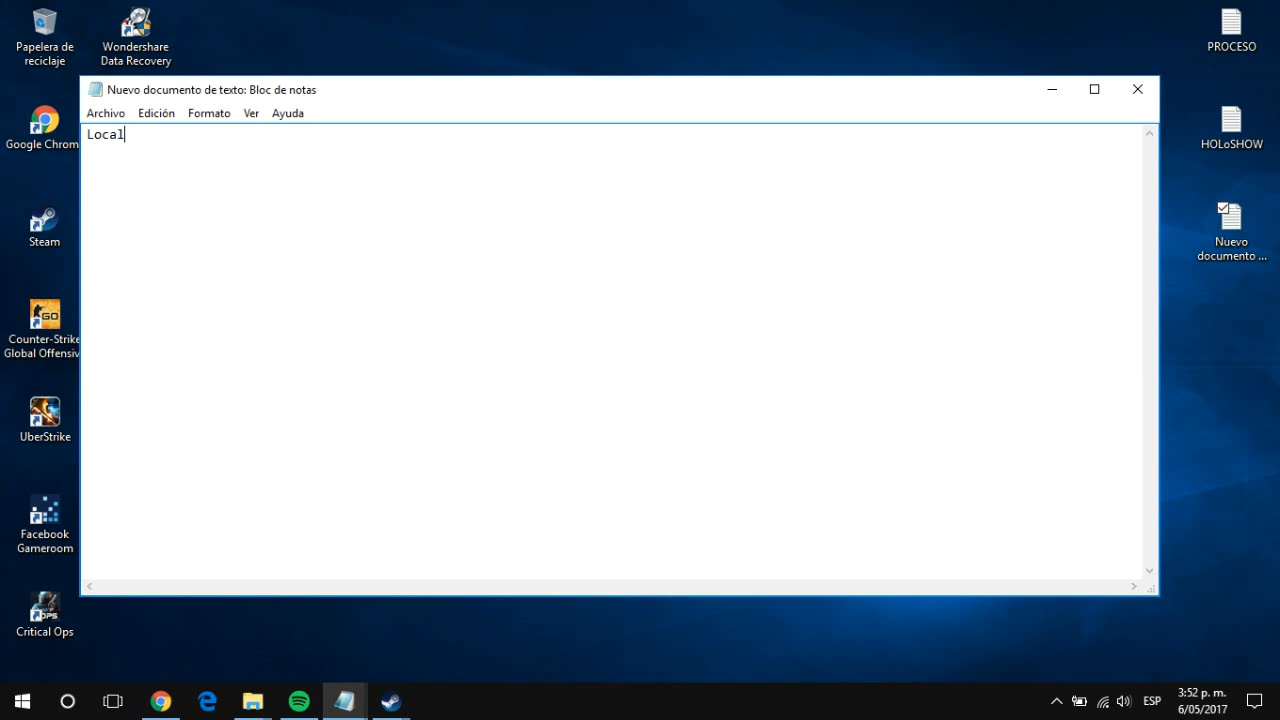 Papelera de
reciclaje
Wondershare
Data Recovery
PROCESO
Nuevo documento de texto: Bloc de notas
Archivo Edición Formato Ver Ayuda
Local
Google Chrom
HOLoSHOW
Steam
Nuevo
documento ...
GO
Counter-Strike
Global Offensiv
UberStrike
Facebook
Gameroom
OPS
Critical Ops
ESP
3:52 p. m.
6/05/2017